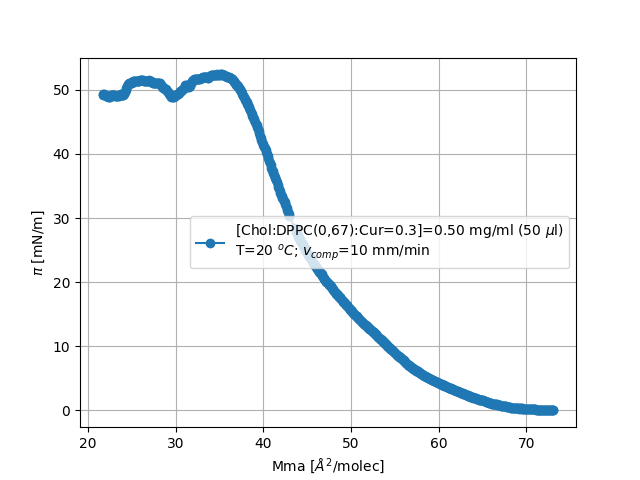 50
40
30
20
10
0
π [mN/m]
[Chol:DPPC(0,67):Cur=0.3]=0.50 mg/ml (50 μl)
T=20 °C; v_comp=10 mm/min
20 30 40 50 60 70
Mma [Å²/molec]